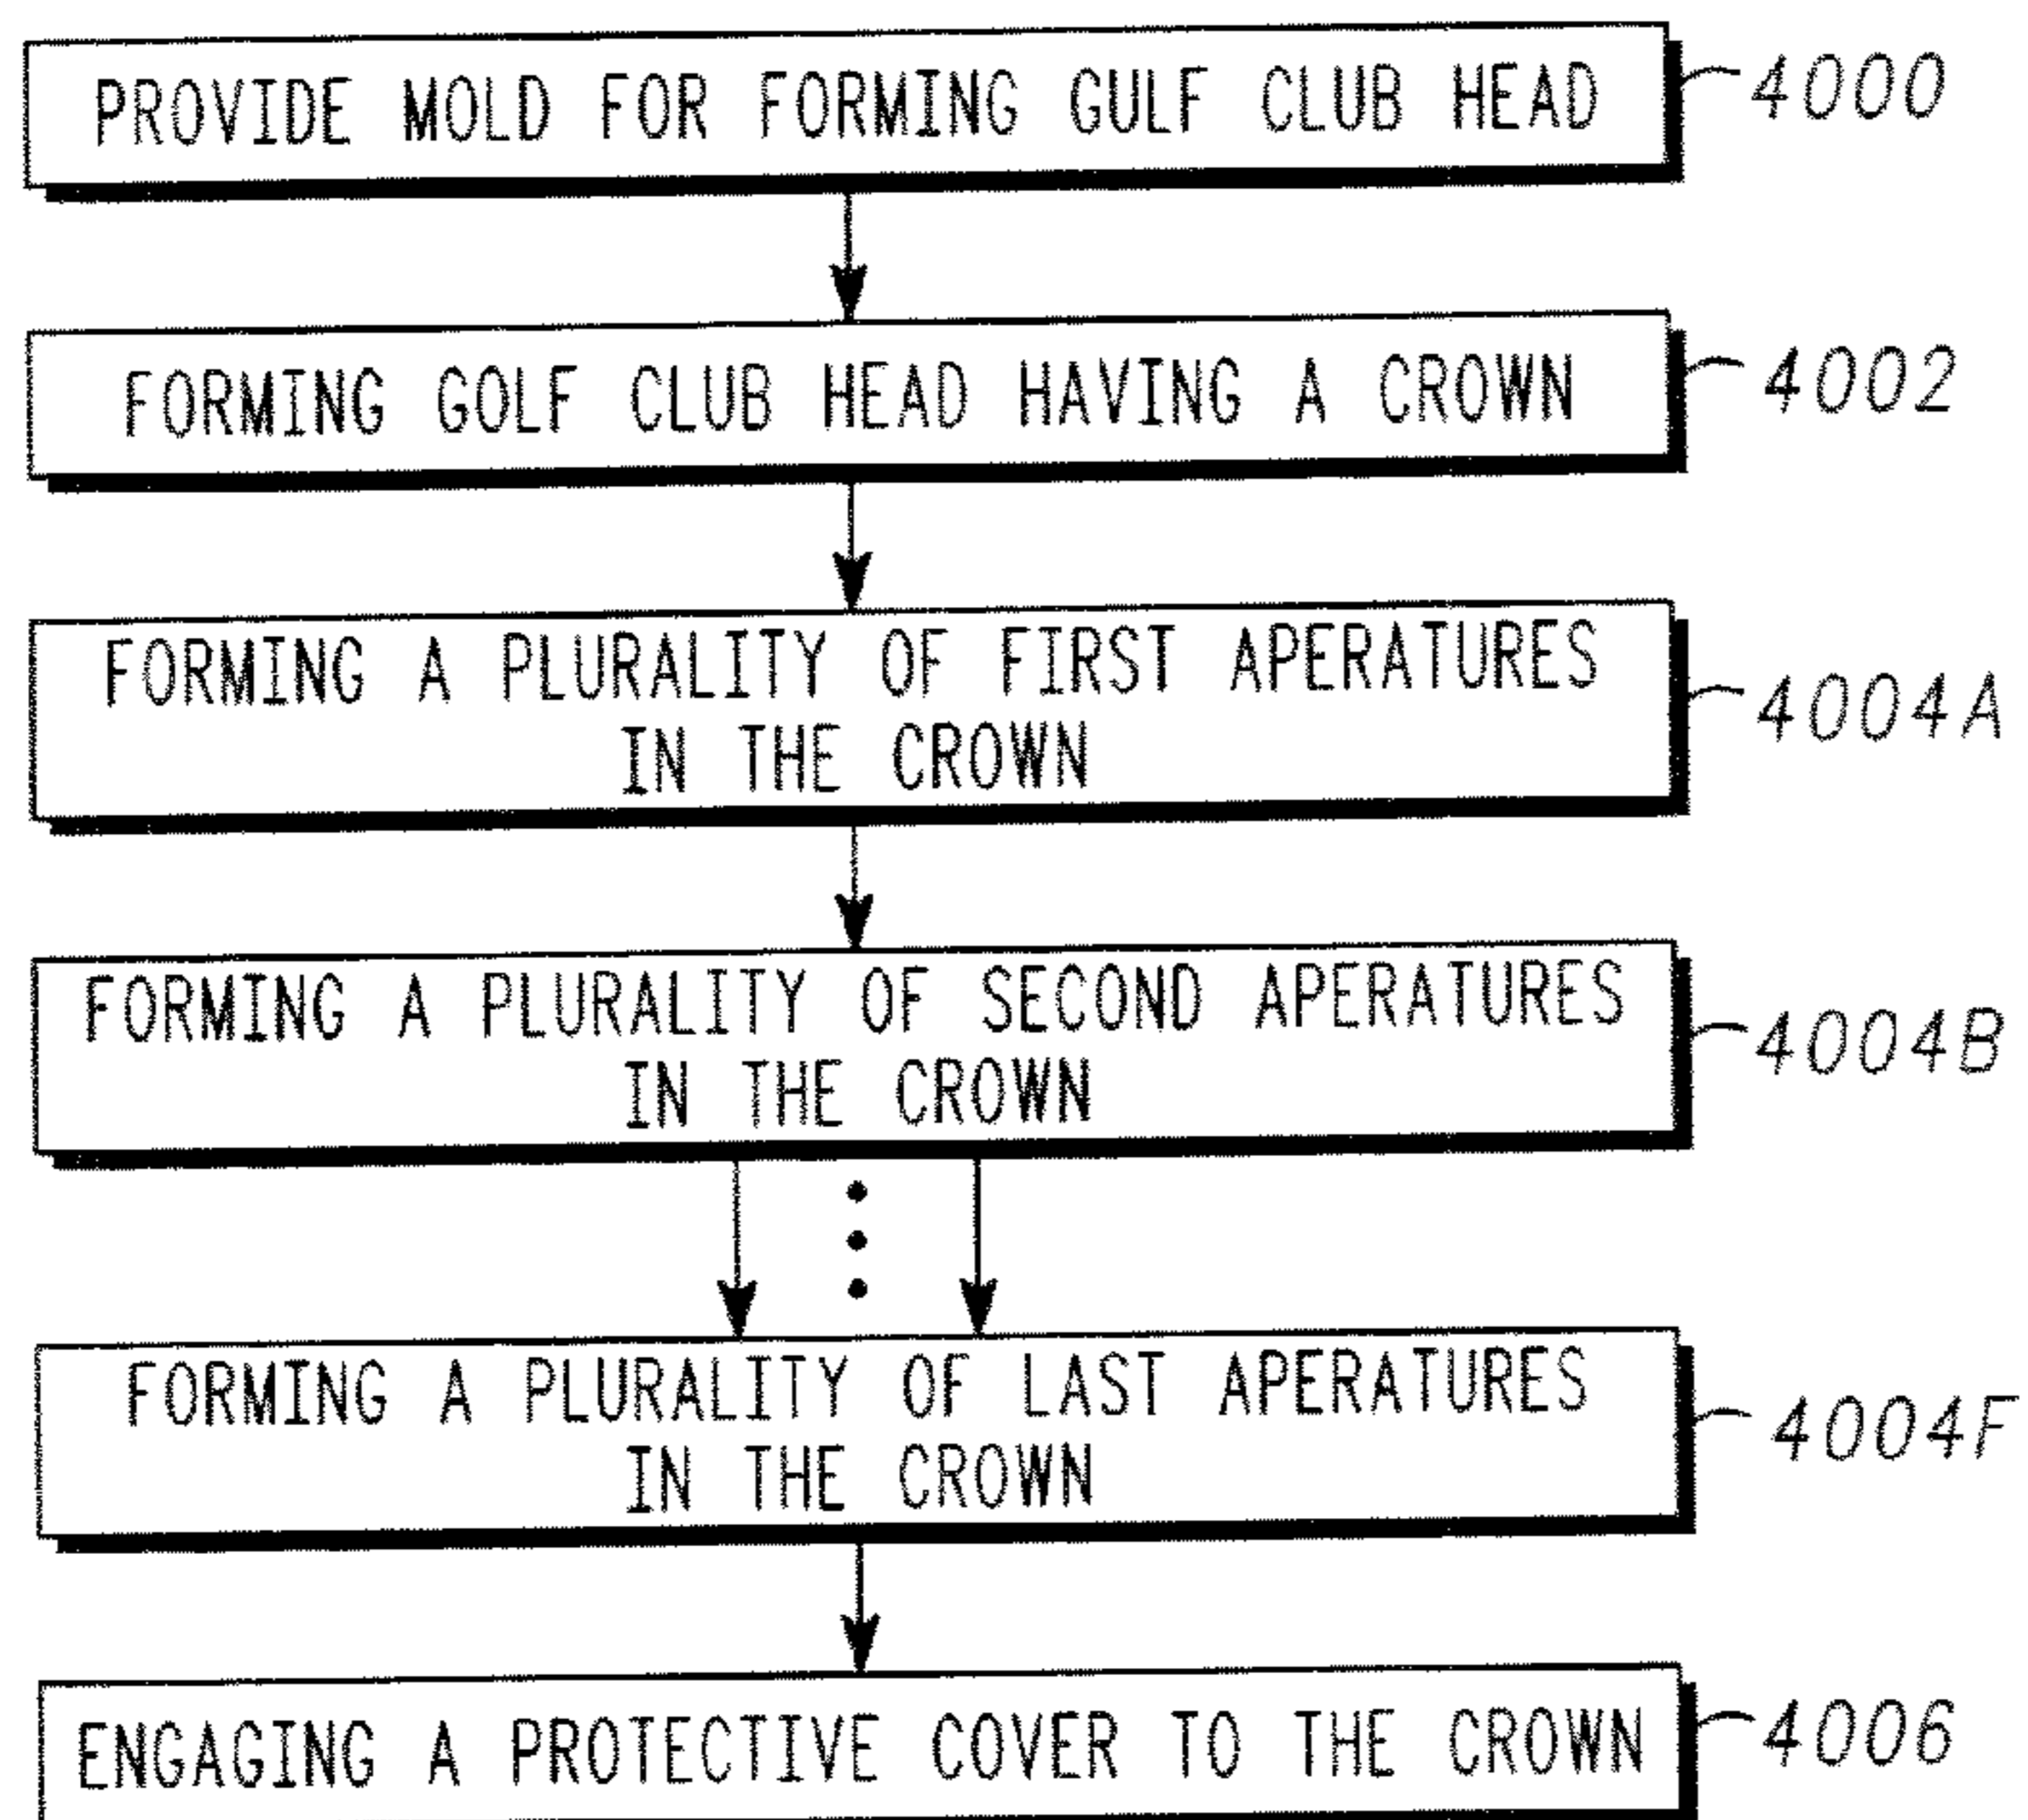 PROVIDE MOLD FOR FORMING GULF CLUB HEAD 4000
FORMING GOLF CLUB HEAD HAVING A CROWN 4002
FORMING A PLURALITY OF FIRST APERATURES
IN THE CROWN
4004A
FORMING A PLURALITY OF SECOND APERATURES
IN THE CROWN
4004B
FORMING A PLURALITY OF LAST APERATURES
IN THE CROWN
4004F
ENGAGING A PROTECTIVE COVER TO THE CROWN 4006